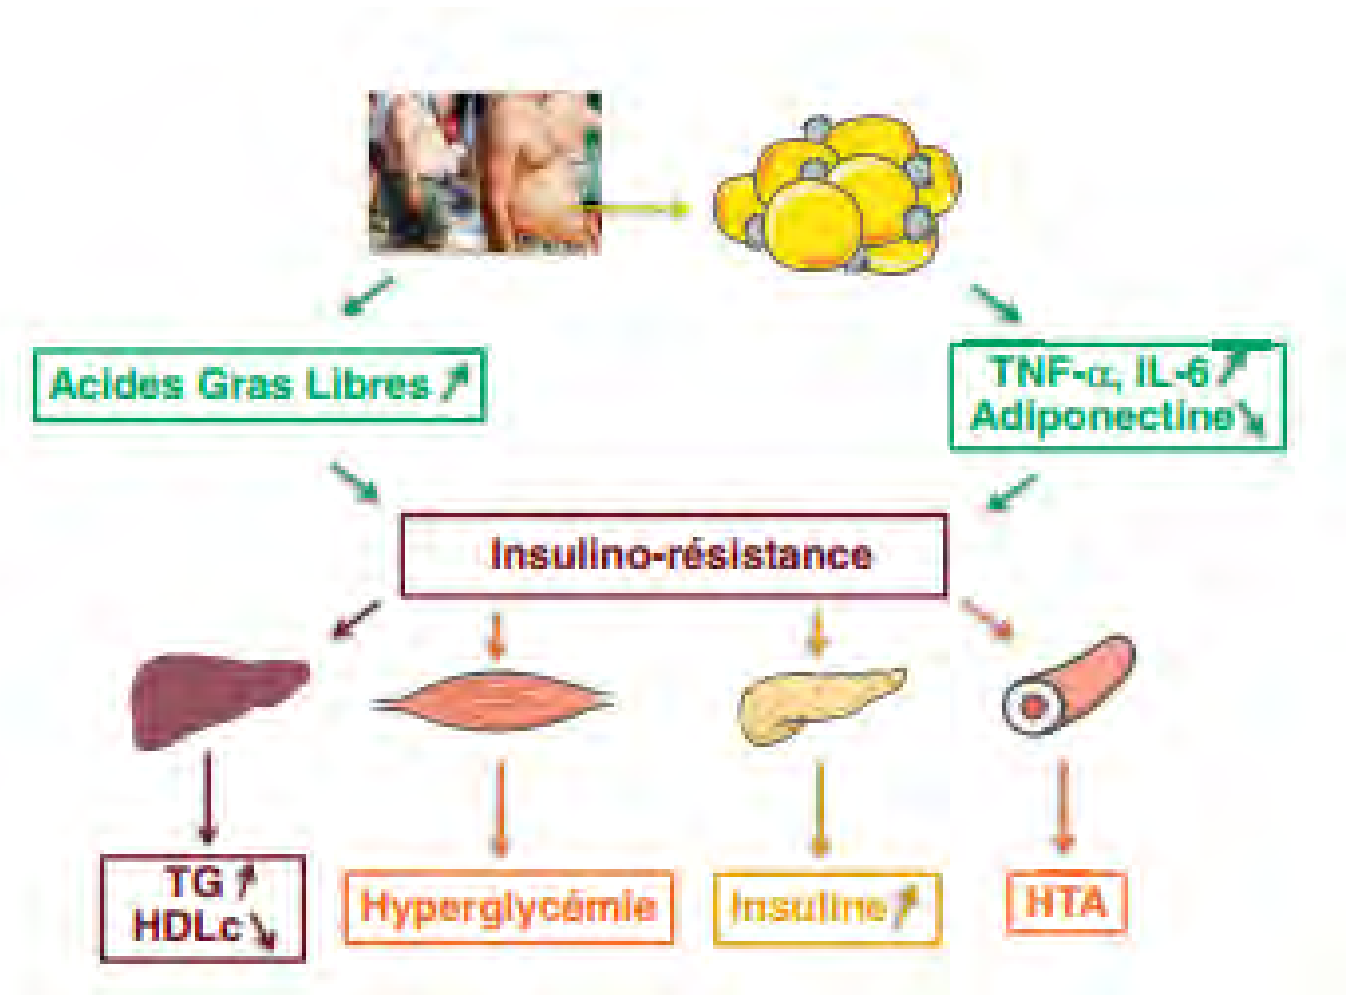 Acides Gras Libres
TNF-α, IL-6
Adiponectine
Insulino-résistance
TG
HDLc
Hyperglycémie
Insuline
HTA